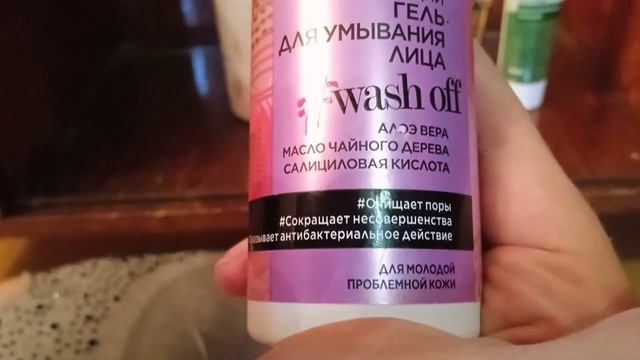 ГЕЛЬ
ДЛЯ УМЫВАНИЯ
ЛИЦА
#wash off
АЛОЭ ВЕРА
МАСЛО ЧАЙНОГО ДЕРЕВА
САЛИЦИЛОВАЯ КИСЛОТА
#Очищает поры
#Сокращает несовершенства
антибактериальное действие
ДЛЯ МОЛОДОЙ
ПРОБЛЕМНОЙ КОЖИ